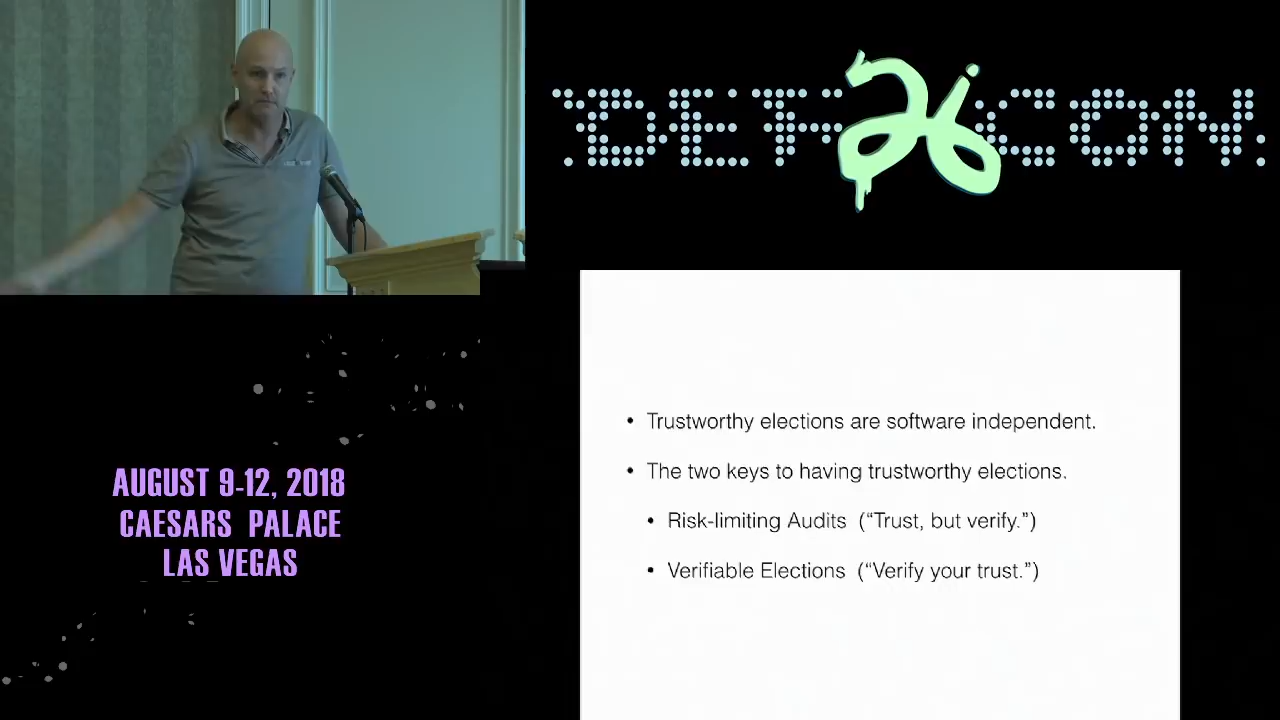 DEF 26 CON
• Trustworthy elections are software independent.
• The two keys to having trustworthy elections.
• Risk-limiting Audits (“Trust, but verify.”)
• Verifiable Elections (“Verify your trust.”)
AUGUST 9-12, 2018
CAESARS PALACE
LAS VEGAS